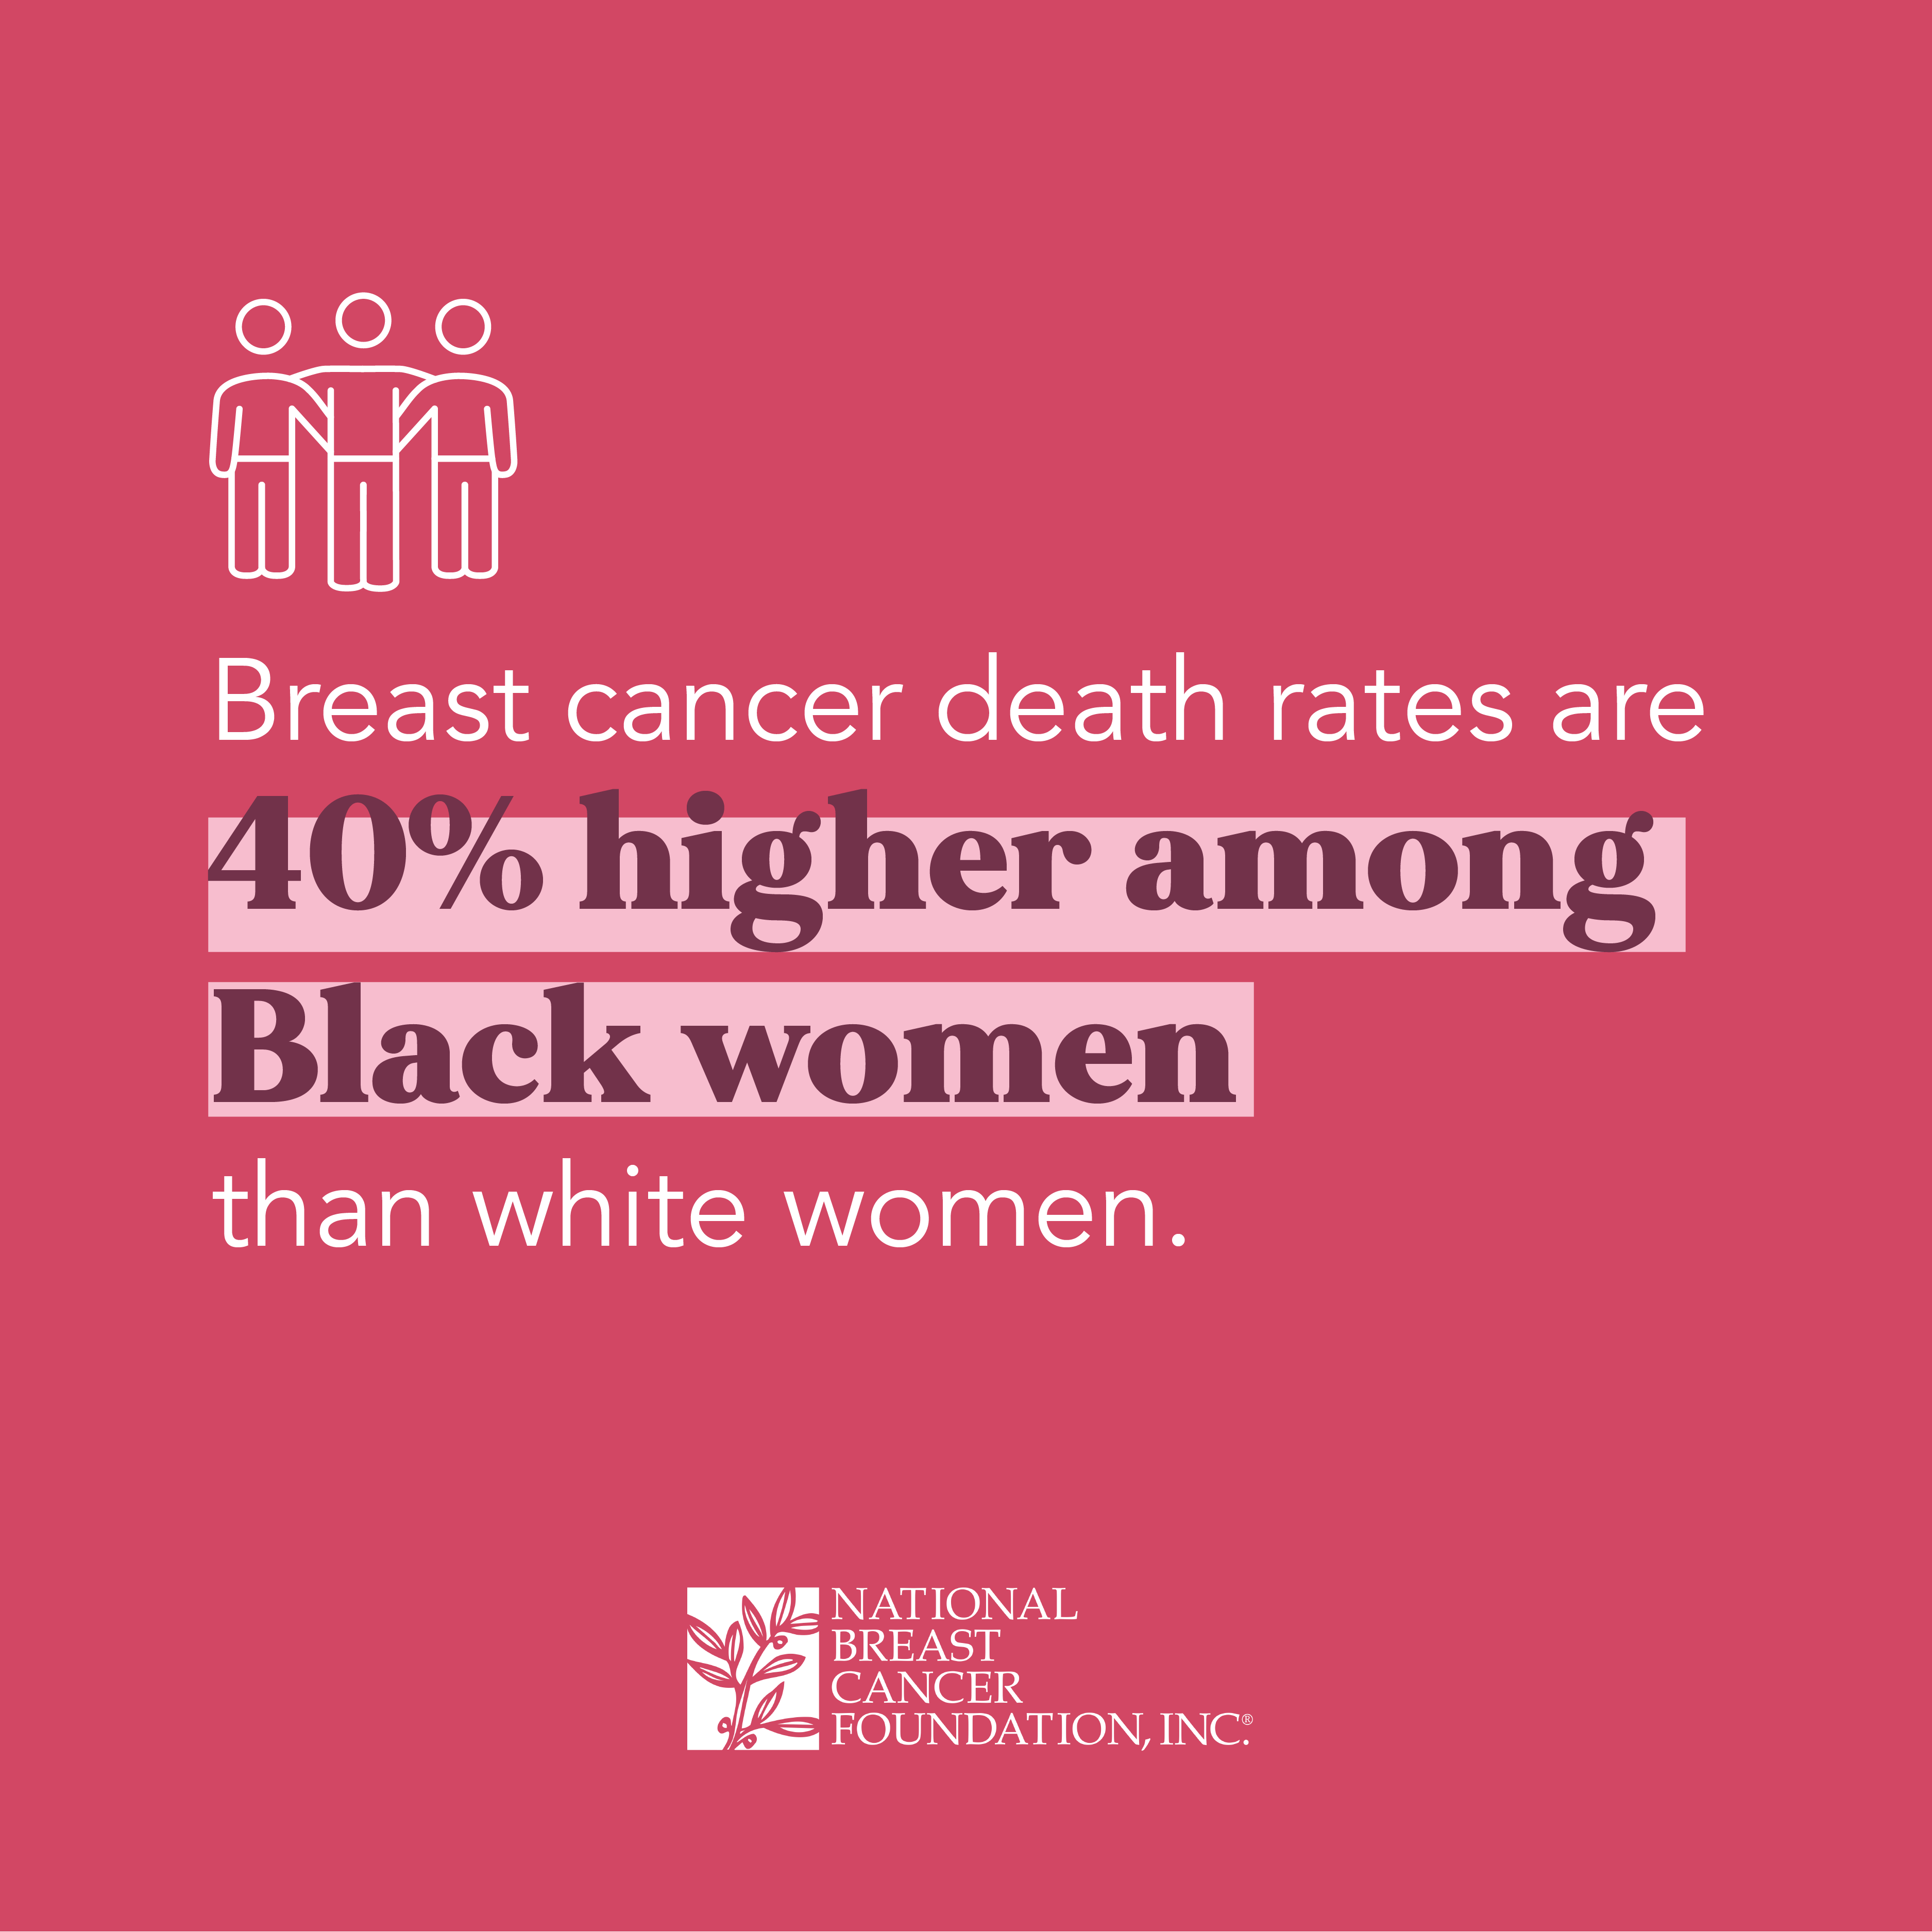 Breast cancer death rates are
40% higher among
Black women
than white women.
NATIONAL
BREAST
CANCER
FOUNDATION, INC.®